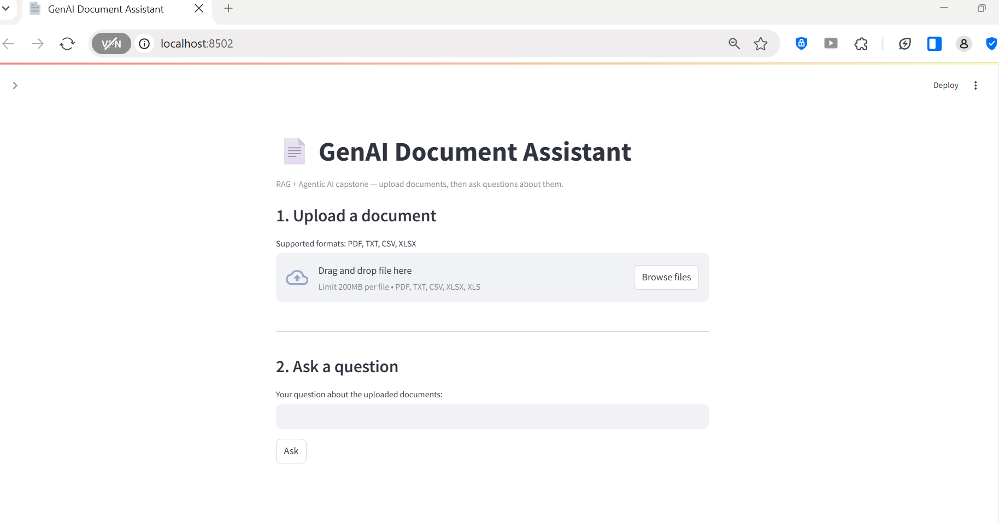 GenAI Document Assistant
VPN
localhost:8502
Deploy
GenAI Document Assistant
RAG + Agentic AI capstone — upload documents, then ask questions about them.
1. Upload a document
Supported formats: PDF, TXT, CSV, XLSX
Drag and drop file here
Limit 200MB per file • PDF, TXT, CSV, XLSX, XLS
Browse files
2. Ask a question
Your question about the uploaded documents:
Ask